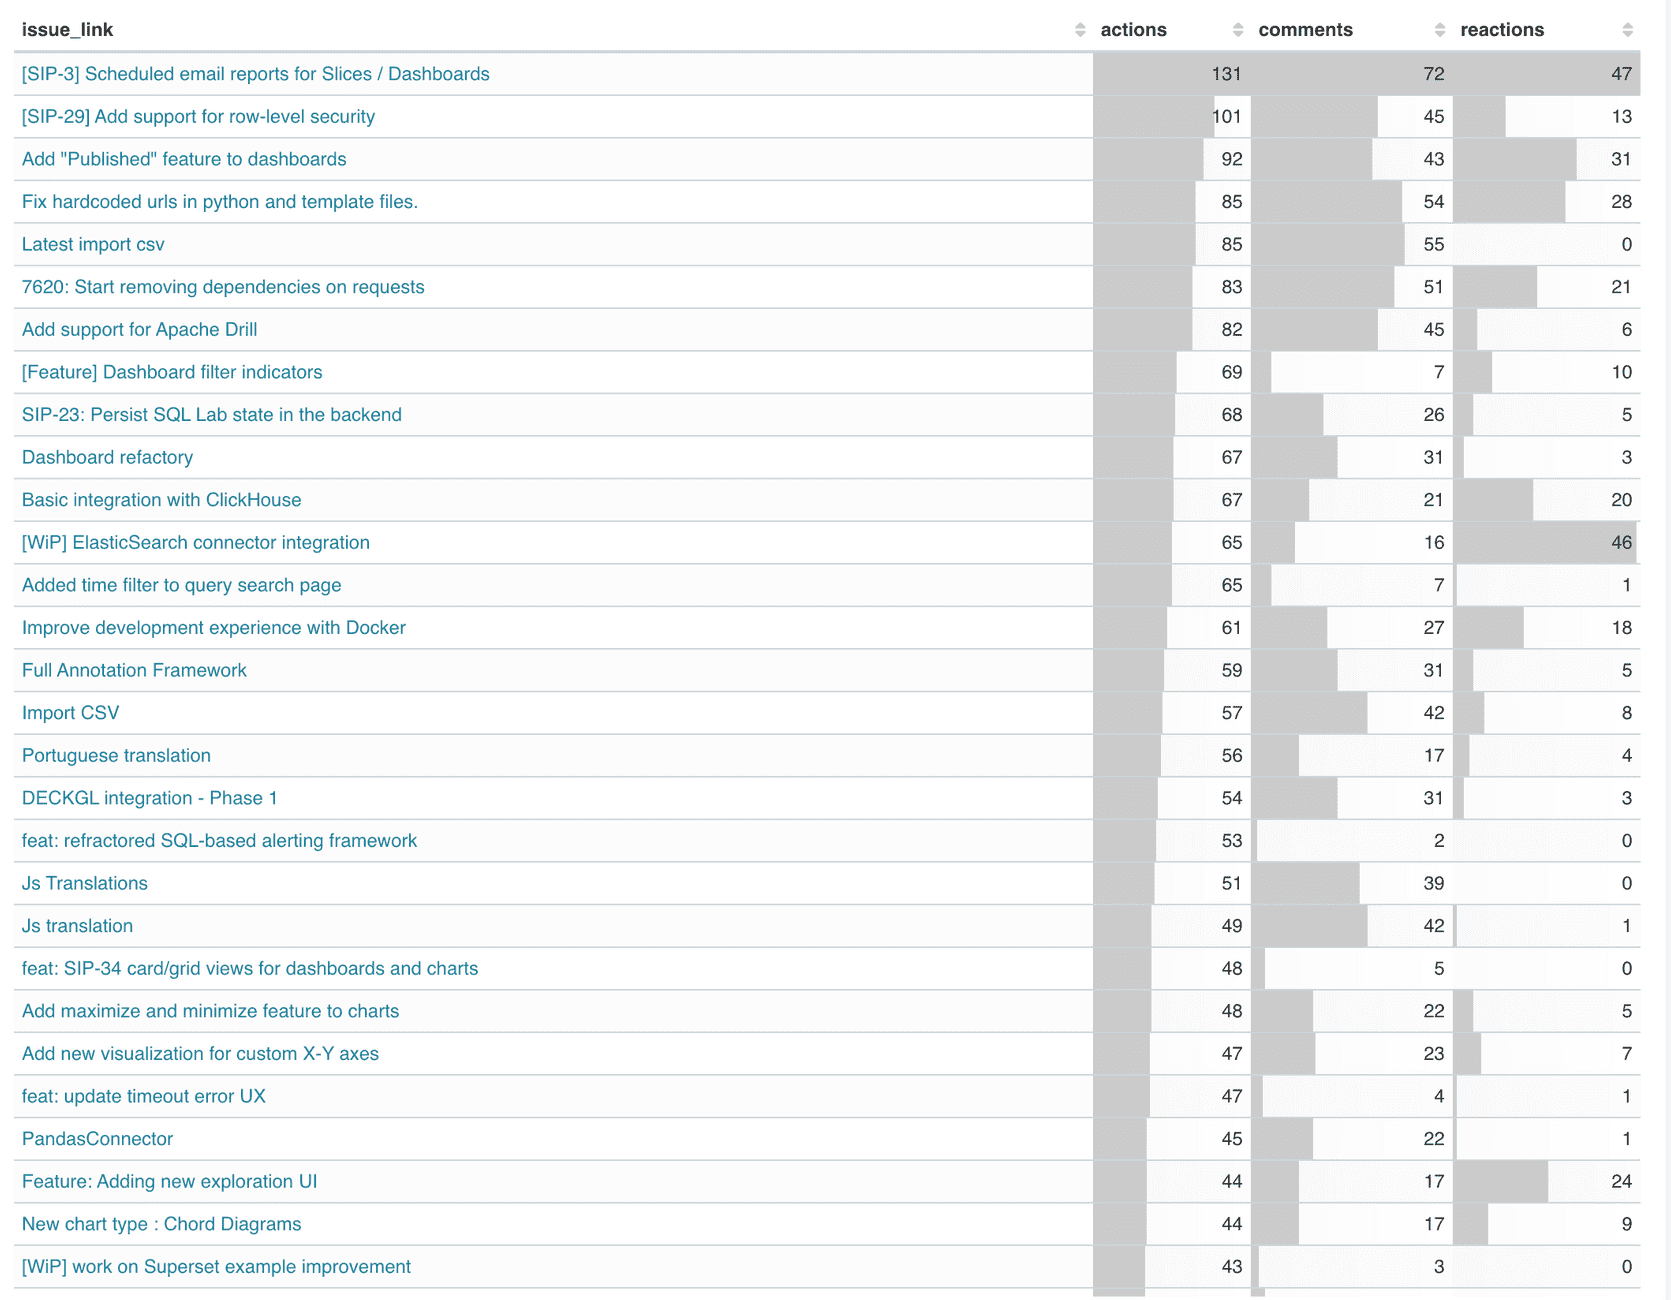 issue_link actions comments reactions
[SIP-3] Scheduled email reports for Slices / Dashboards 131 72 47
[SIP-29] Add support for row-level security 101 45 13
Add "Published" feature to dashboards 92 43 31
Fix hardcoded urls in python and template files. 85 54 28
Latest import csv 85 55 0
7620: Start removing dependencies on requests 83 51 21
Add support for Apache Drill 82 45 6
[Feature] Dashboard filter indicators 69 7 10
SIP-23: Persist SQL Lab state in the backend 68 26 5
Dashboard refactory 67 31 3
Basic integration with ClickHouse 67 21 20
[WiP] ElasticSearch connector integration 65 16 46
Added time filter to query search page 65 7 1
Improve development experience with Docker 61 27 18
Full Annotation Framework 59 31 5
Import CSV 57 42 8
Portuguese translation 56 17 4
DECKGL integration - Phase 1 54 31 3
feat: refractored SQL-based alerting framework 53 2 0
Js Translations 51 39 0
Js translation 49 42 1
feat: SIP-34 card/grid views for dashboards and charts 48 5 0
Add maximize and minimize feature to charts 48 22 5
Add new visualization for custom X-Y axes 47 23 7
feat: update timeout error UX 47 4 1
PandasConnector 45 22 1
Feature: Adding new exploration UI 44 17 24
New chart type : Chord Diagrams 44 17 9
[WiP] work on Superset example improvement 43 3 0